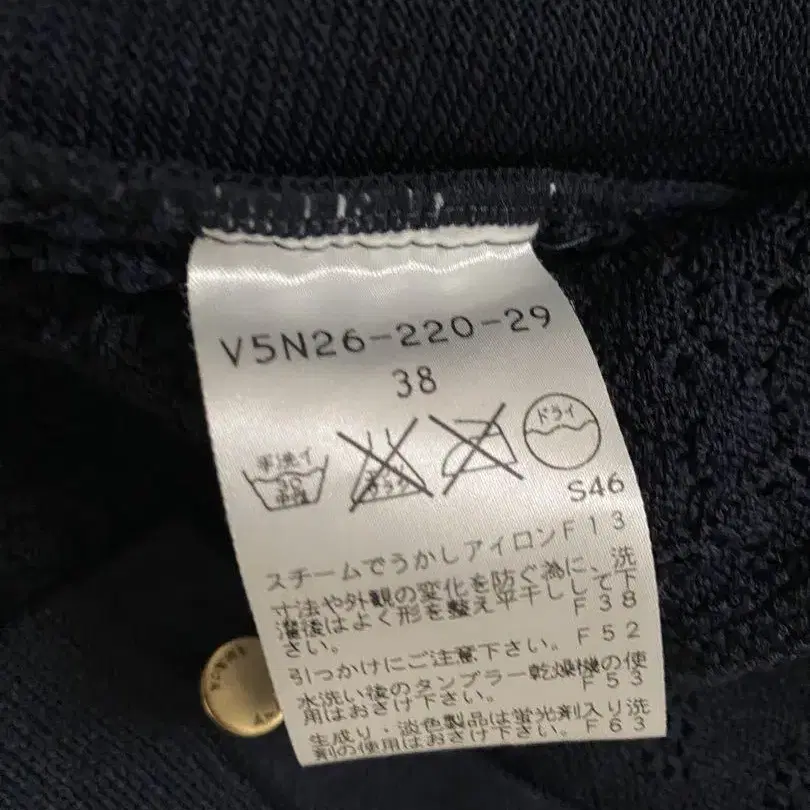 V5N26-220-29
38
手洗イ
30
中性
エンソサラシ
ドライ
S46
スチームでうかしアイロンF13
寸法や外観の変化を防ぐ為に、洗
濯後はよく形を整え平干しして下
さい。 F38
引っかけにご注意下さい。F52
水洗い後のタンブラー乾燥機の使
用はおさけ下さい。 F53
生成り・淡色製品は蛍光剤入り洗
剤の使用はおさけ下さい。F63